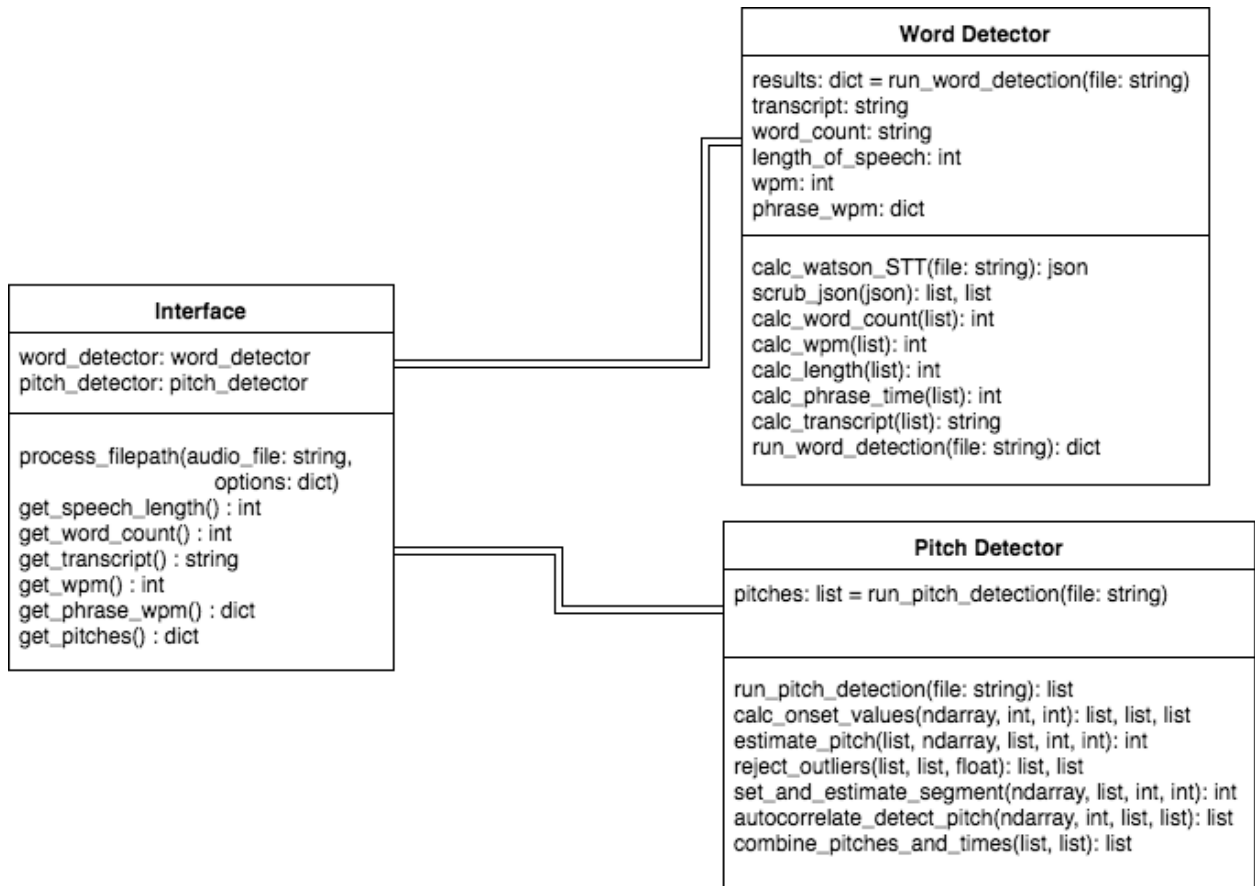 Word Detector
results: dict = run_word_detection(file: string)
transcript: string
word_count: string
length_of_speech: int
wpm: int
phrase_wpm: dict
calc_watson_STT(file: string): json
scrub_json(json): list, list
calc_word_count(list): int
calc_wpm(list): int
calc_length(list): int
calc_phrase_time(list): int
calc_transcript(list): string
run_word_detection(file: string): dict
Interface
word_detector: word_detector
pitch_detector: pitch_detector
process_filepath(audio_file: string,
options: dict)
get_speech_length() : int
get_word_count() : int
get_transcript() : string
get_wpm() : int
get_phrase_wpm() : dict
get_pitches() : dict
Pitch Detector
pitches: list = run_pitch_detection(file: string)
run_pitch_detection(file: string): list
calc_onset_values(ndarray, int, int): list, list, list
estimate_pitch(list, ndarray, list, int, int): int
reject_outliers(list, list, float): list, list
set_and_estimate_segment(ndarray, list, int, int): int
autocorrelate_detect_pitch(ndarray, int, list, list): list
combine_pitches_and_times(list, list): list